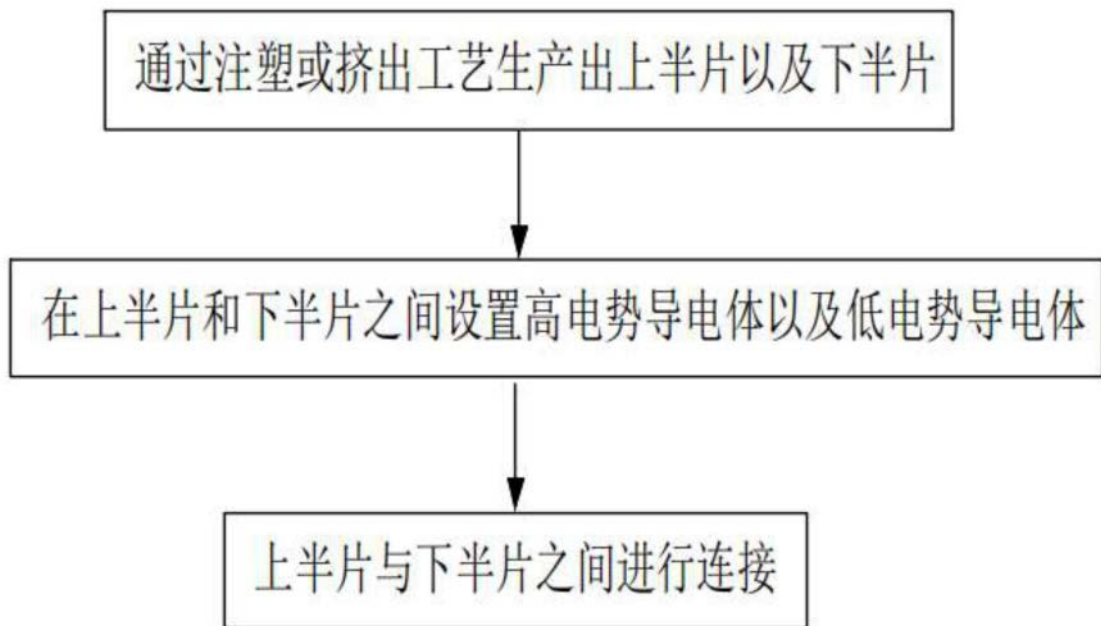 通过注塑或挤出工艺生产出上半片以及下半片
在上半片和下半片之间设置高电势导电体以及低电势导电体
上半片与下半片之间进行连接